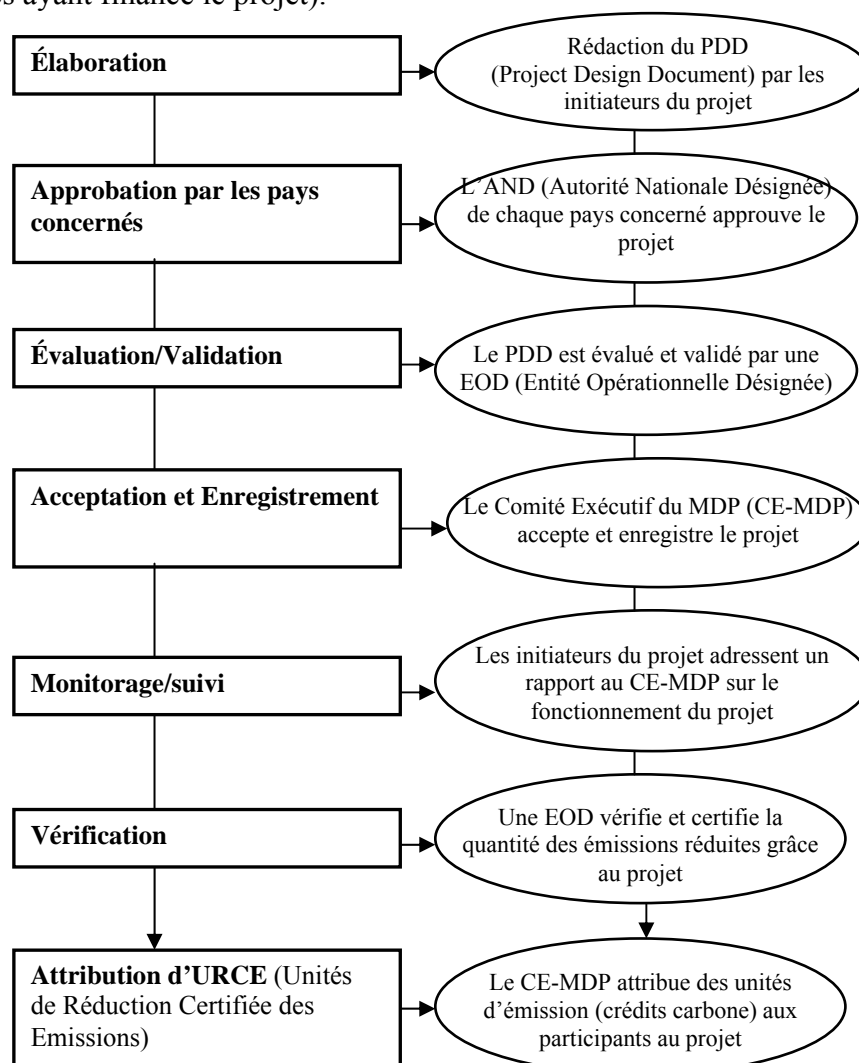 s ayant financé le projet).
Élaboration
Rédaction du PDD
(Project Design Document) par les
initiateurs du projet
Approbation par les pays
concernés
L´AND (Autorité Nationale Désignée)
de chaque pays concerné approuve le
projet
Évaluation/Validation
Le PDD est évalué et validé par une
EOD (Entité Opérationnelle Désignée)
Acceptation et Enregistrement
Le Comité Exécutif du MDP (CE-MDP)
accepte et enregistre le projet
Monitorage/suivi
Les initiateurs du projet adressent un
rapport au CE-MDP sur le
fonctionnement du projet
Vérification
Une EOD vérifie et certifie la
quantité des émissions réduites grâce
au projet
Attribution d’URCE (Unités
de Réduction Certifiée des
Emissions)
Le CE-MDP attribue des unités
d’émission (crédits carbone) aux
participants au projet